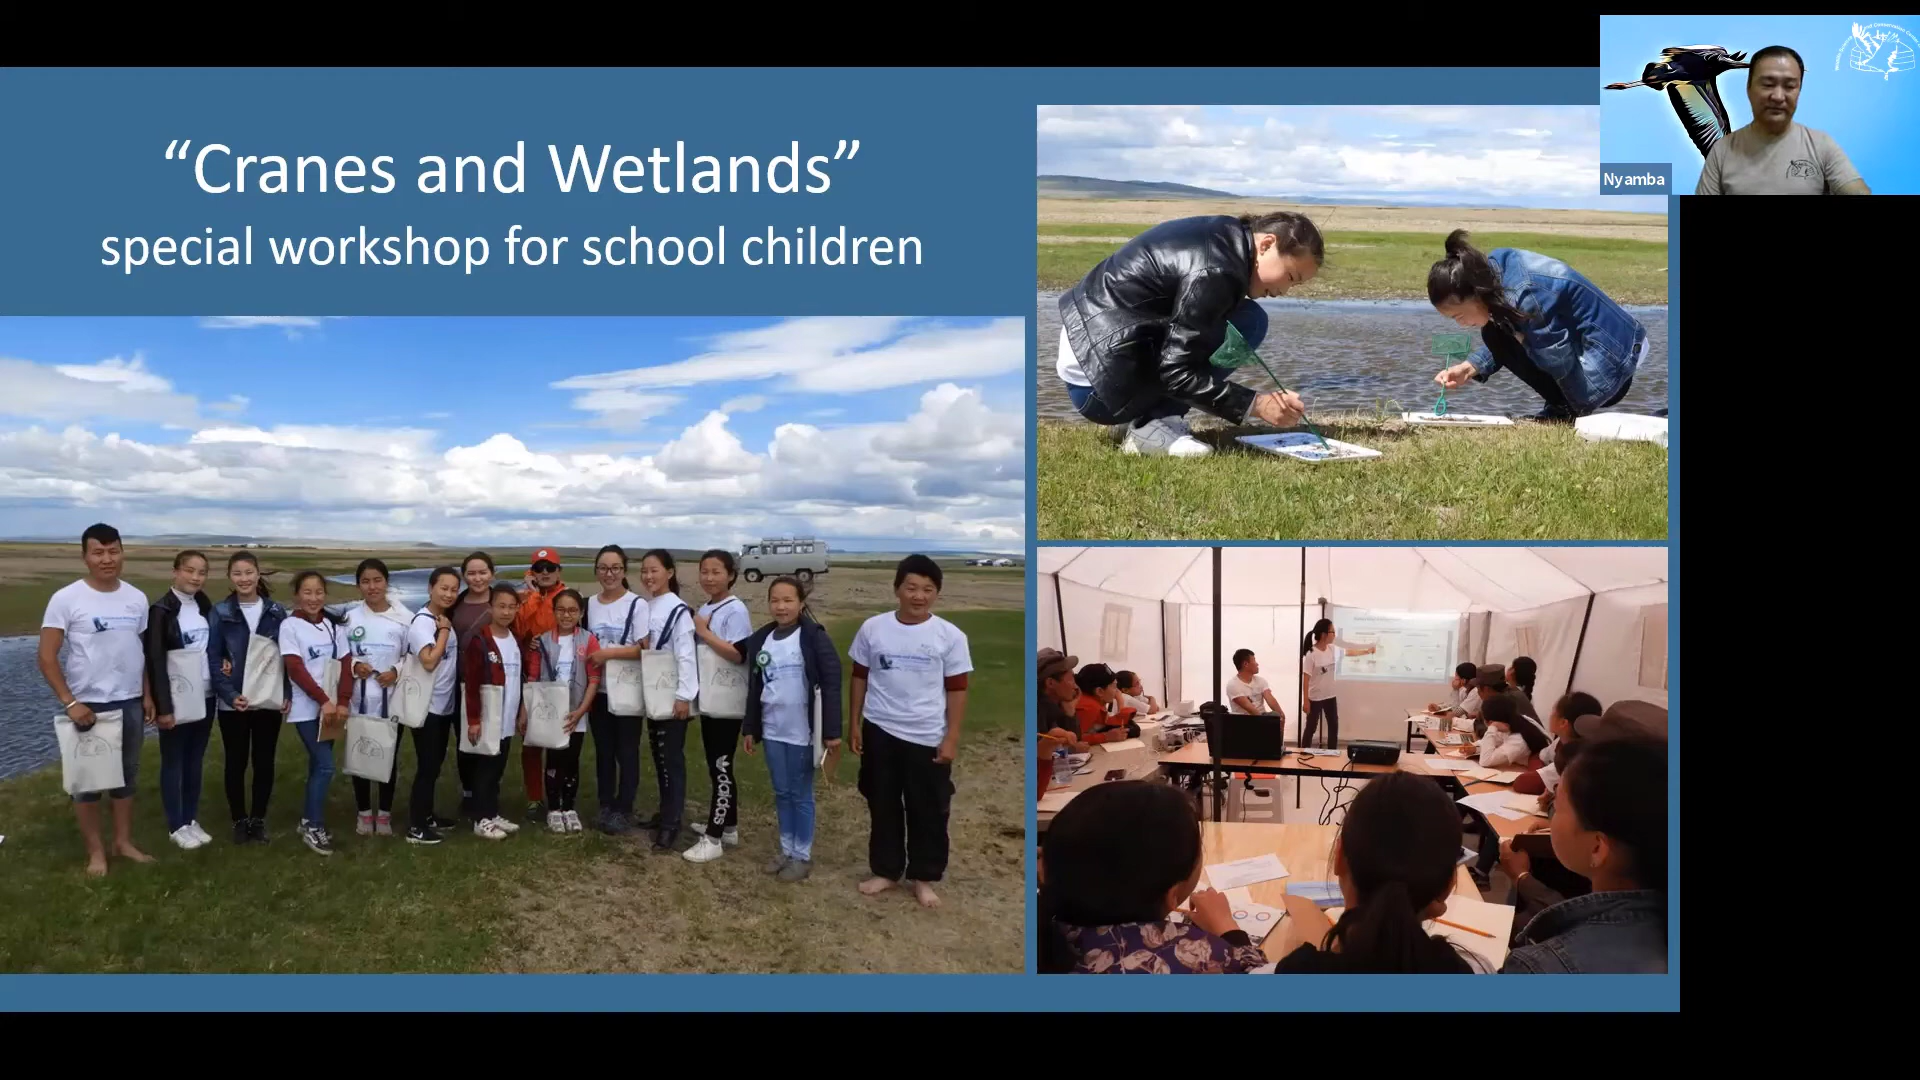 “Cranes and Wetlands”
special workshop for school children
Nyamba
adidas